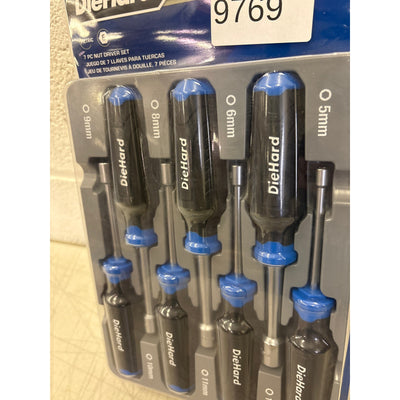 DieHard
9769
7 PC NUT DRIVER SET
JUEGO DE 7 LLAVES PARA TUERCAS
JEU DE TOURNEVIS À DOUILLE, 7 PIÈCES
9mm
8mm
6mm
5mm
DieHard
DieHard
DieHard
DieHard
DieHard
DieHard
DieHard
10mm
11mm